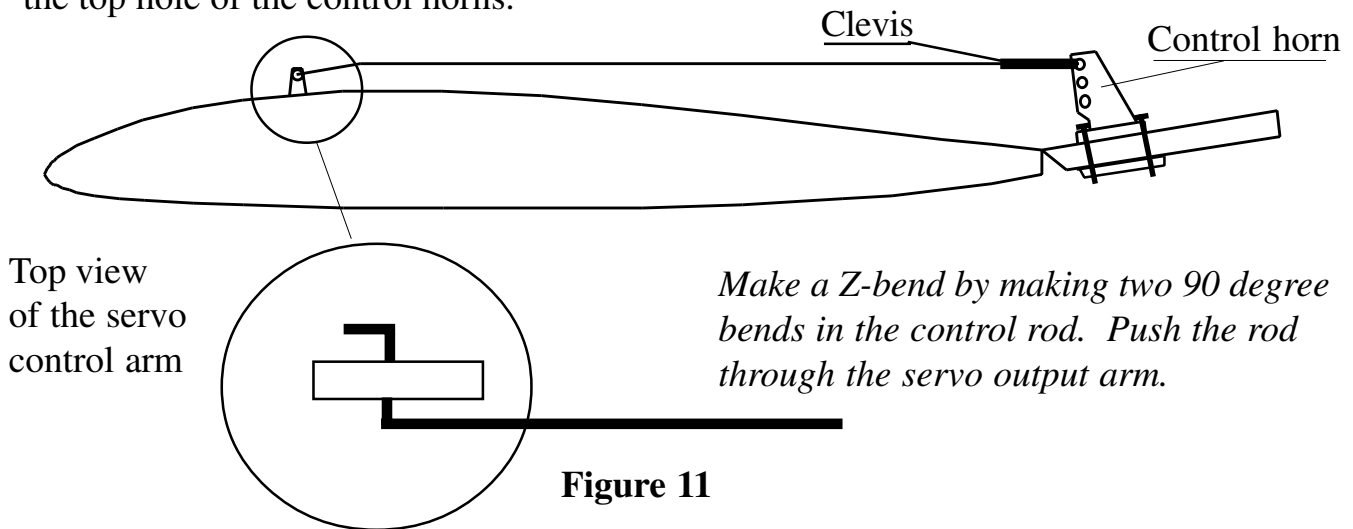 the top hole of the control horns.
Clevis
Control horn
Top view
of the servo
control arm
Make a Z-bend by making two 90 degree
bends in the control rod.  Push the rod
through the servo output arm.
Figure 11